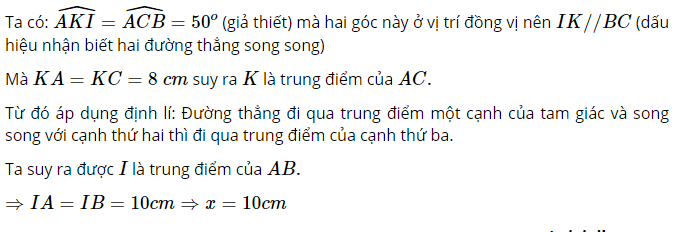 Ta có: $\widehat{AKI} = \widehat{ACB} = 50^o$ (giả thiết) mà hai góc này ở vị trí đồng vị nên $IK//BC$ (dấu
hiệu nhận biết hai đường thẳng song song)
Mà $KA = KC = 8\ cm$ suy ra $K$ là trung điểm của $AC$.
Từ đó áp dụng định lí: Đường thẳng đi qua trung điểm một cạnh của tam giác và song
song với cạnh thứ hai thì đi qua trung điểm của cạnh thứ ba.
Ta suy ra được $I$ là trung điểm của $AB$.
$\Rightarrow IA = IB = 10cm \Rightarrow x = 10cm$